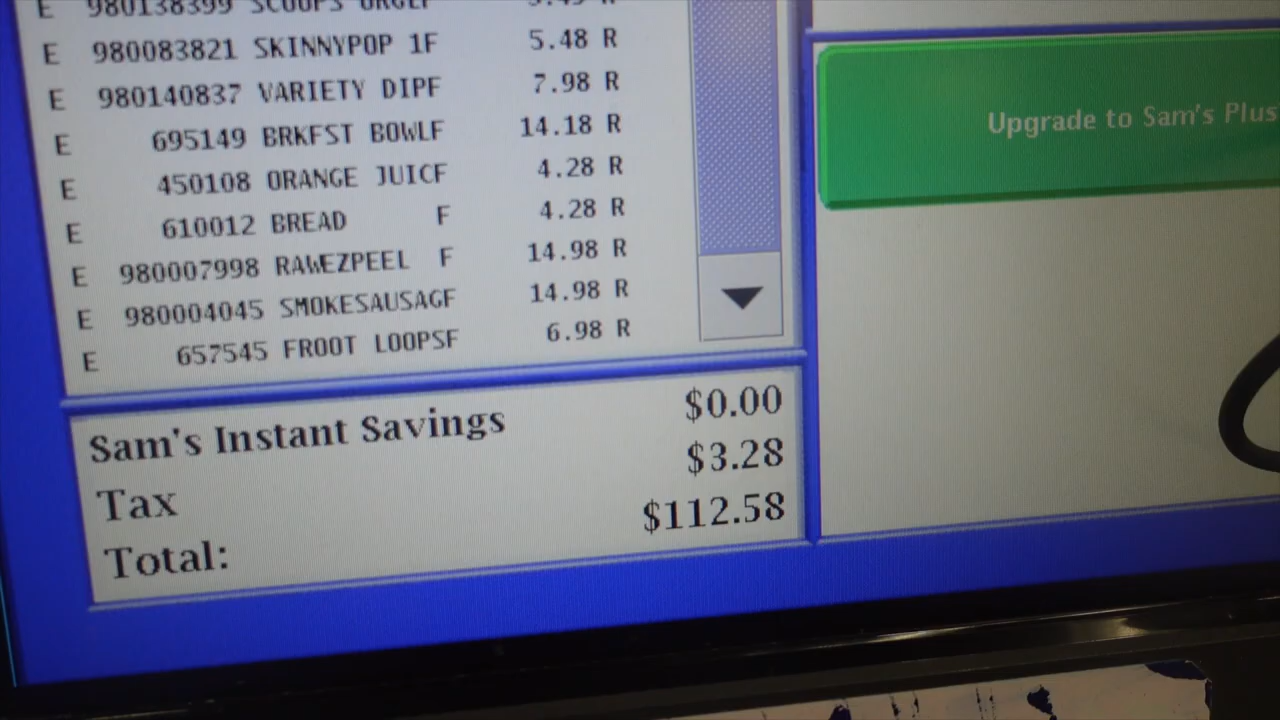 E 980138399 SCOOPS
E 980083821 SKINNYPOP 1F 5.48 R
E 980140837 VARIETY DIPF 7.98 R
E 695149 BRKFST BOWLF 14.18 R
E 450108 ORANGE JUICF 4.28 R
E 610012 BREAD F 4.28 R
E 980007998 RAWEZPEEL F 14.98 R
E 980004045 SMOKESAUSAGF 14.98 R
E 657545 FROOT LOOPSF 6.98 R
Sam's Instant Savings $0.00
Tax $3.28
Total: $112.58
Upgrade to Sam's Plus